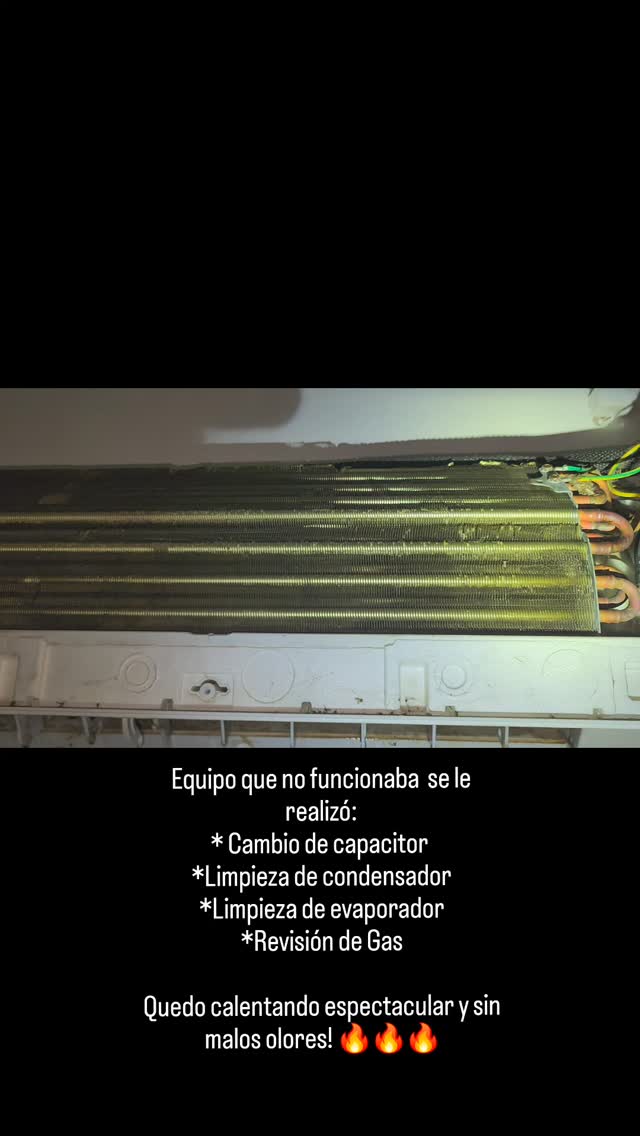 Equipo que no funcionaba  se le
realizó:
* Cambio de capacitor
*Limpieza de condensador
*Limpieza de evaporador
*Revisión de Gas
Quedo calentando espectacular y sin
malos olores! 🔥🔥🔥